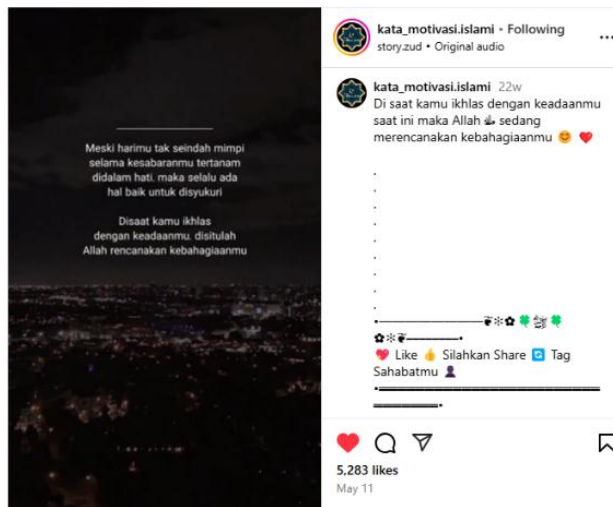 Meski harimu tak seindah mimpi
selama kesabaranmu tertanam
didalam hati. maka selalu ada
hal baik untuk disyukuri
Disaat kamu ikhlas
dengan keadaanmu. disitulah
Allah rencanakan kebahagiaanmu
kata_motivasi.islami • Following
story.zud • Original audio
kata_motivasi.islami 22w
Di saat kamu ikhlas dengan keadaanmu
saat ini maka Allah ☝️ sedang
merencanakan kebahagiaanmu 😊 ❤️
💖 Like 👍 Silahkan Share 🔄 Tag
Sahabatmu 👤
5,283 likes
May 11